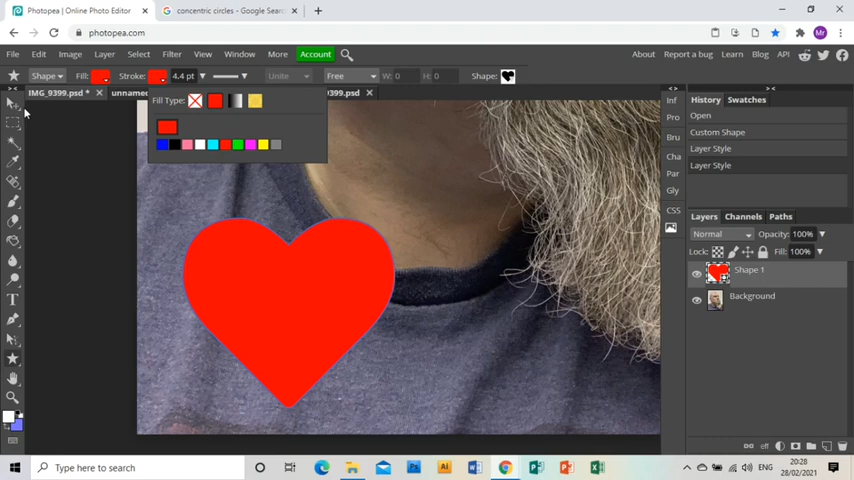 Photopea | Online Photo Editor
concentric circles - Google Sea
photopea.com
Mr
File Edit Image Layer Select Filter View Window More Account
About Report a bug Learn Blog API
Shape Fill: Stroke: 4.4 pt Unite Free W: 0 H: 0 Shape:
IMG_9399.psd * unnamed 399.psd
Fill Type:
Inf
Pro
Bru
Cha
Par
Gly
CSS
History Swatches
Open
Custom Shape
Layer Style
Layer Style
Layers Channels Paths
Normal Opacity: 100%
Lock: Fill: 100%
Shape 1
Background
eff
Type here to search
ENG
20:28
28/02/2021